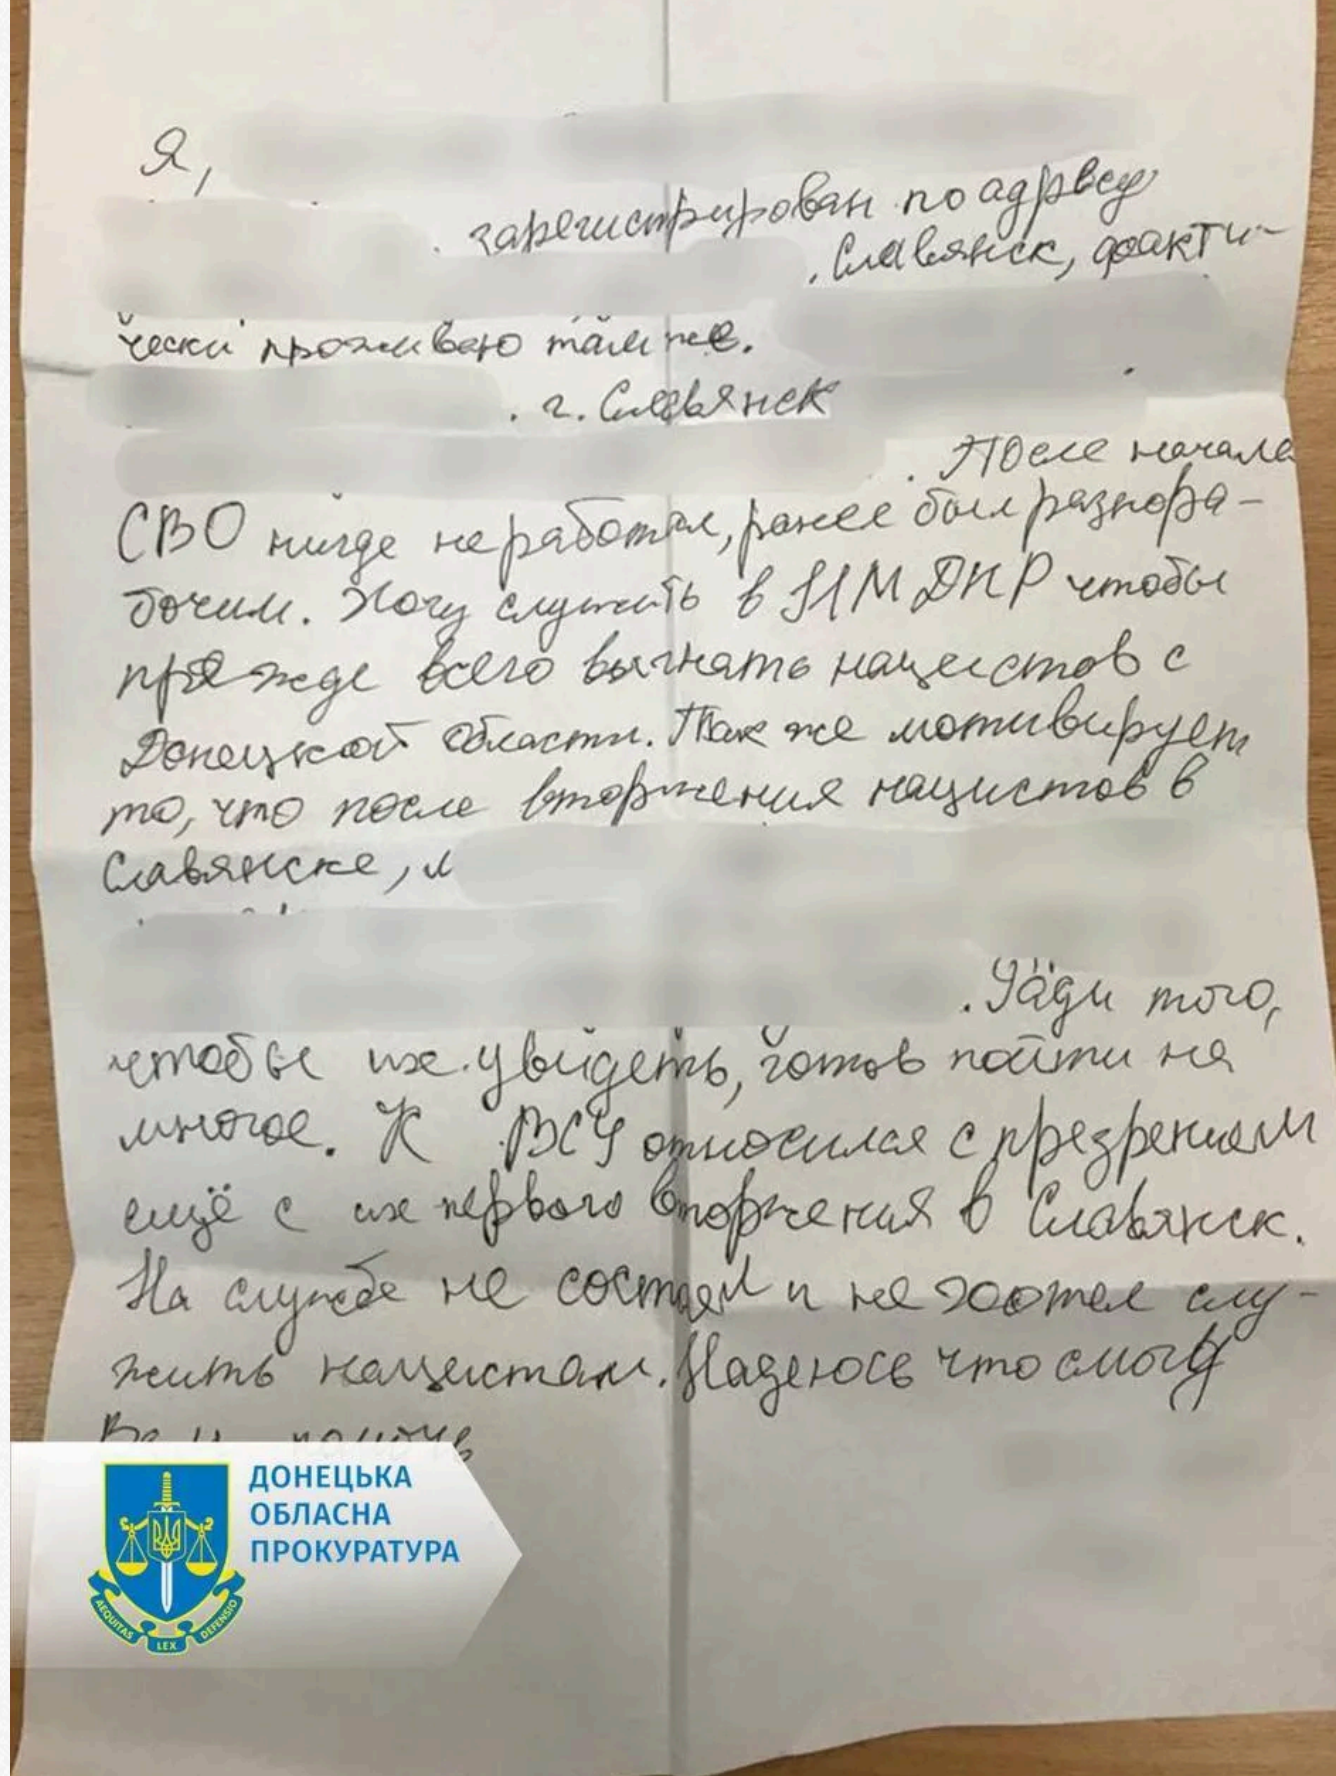 Я,
зарегистрирован по адресу
. Славянск, факти-
чески проживаю там же.
. г. Славянск
. После начала
СВО нигде не работал, ранее был разнора-
бочим. Хочу служить в НМ ДНР чтобы
прежде всего выгнать нацистов с
Донецкой области. Так же мотивирует
то, что после вторжения нацистов в
Славянске, м
. Ради того,
чтобы их увидеть, готов пойти на
многое. К ВСУ относился с презрением
ещё с их первого вторжения в Славянск.
На службе не состоял и не хотел слу-
жить нацистам. Надеюсь что смогу
Вам помочь
ДОНЕЦЬКА
ОБЛАСНА
ПРОКУРАТУРА
AEQUITAS LEX DEFENSIO